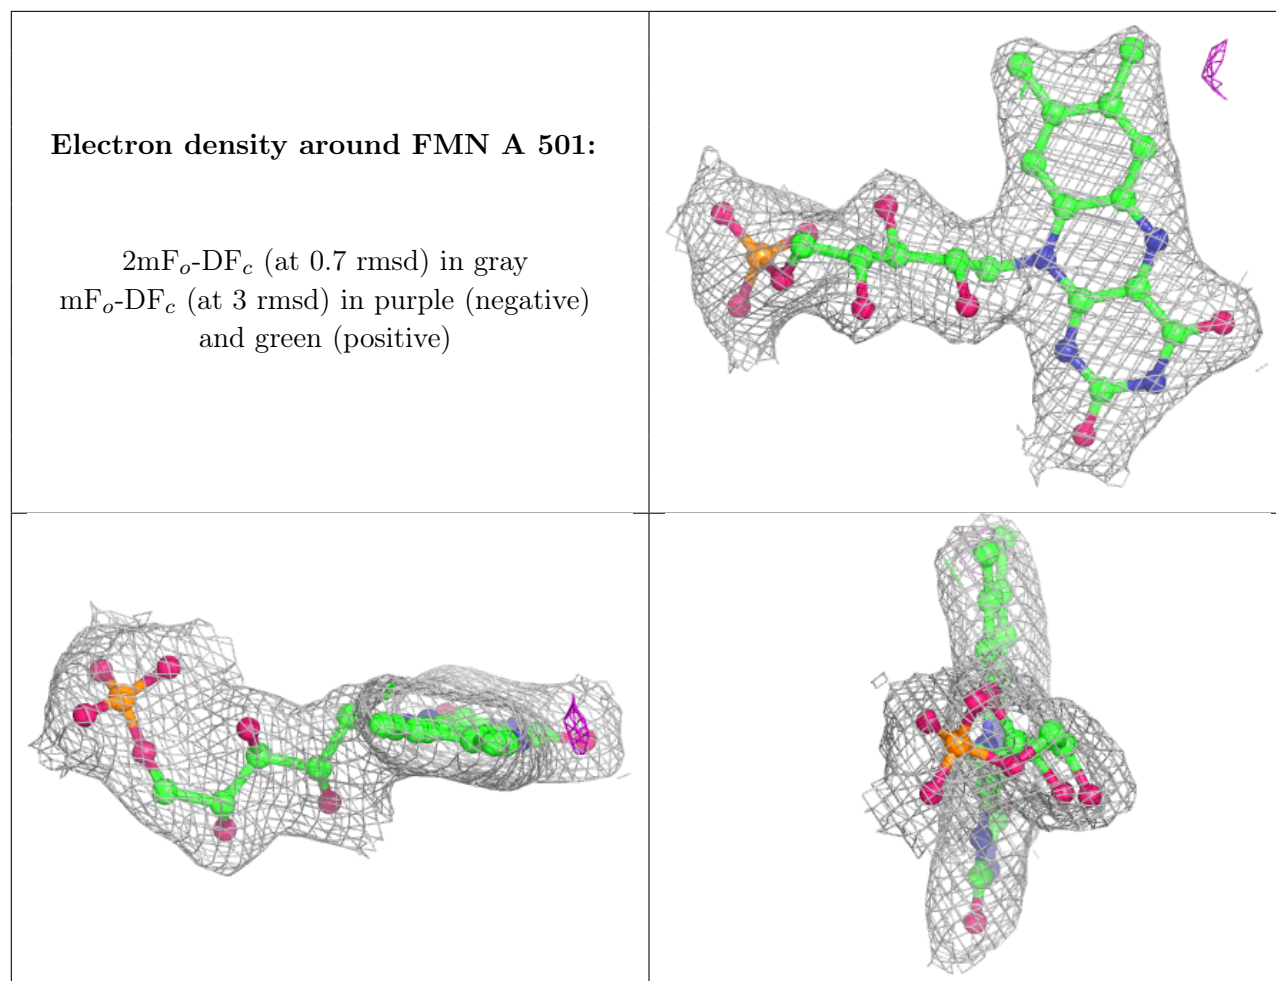 Electron density around FMN A 501:
2mFo-DFc (at 0.7 rmsd) in gray
mFo-DFc (at 3 rmsd) in purple (negative)
and green (positive)